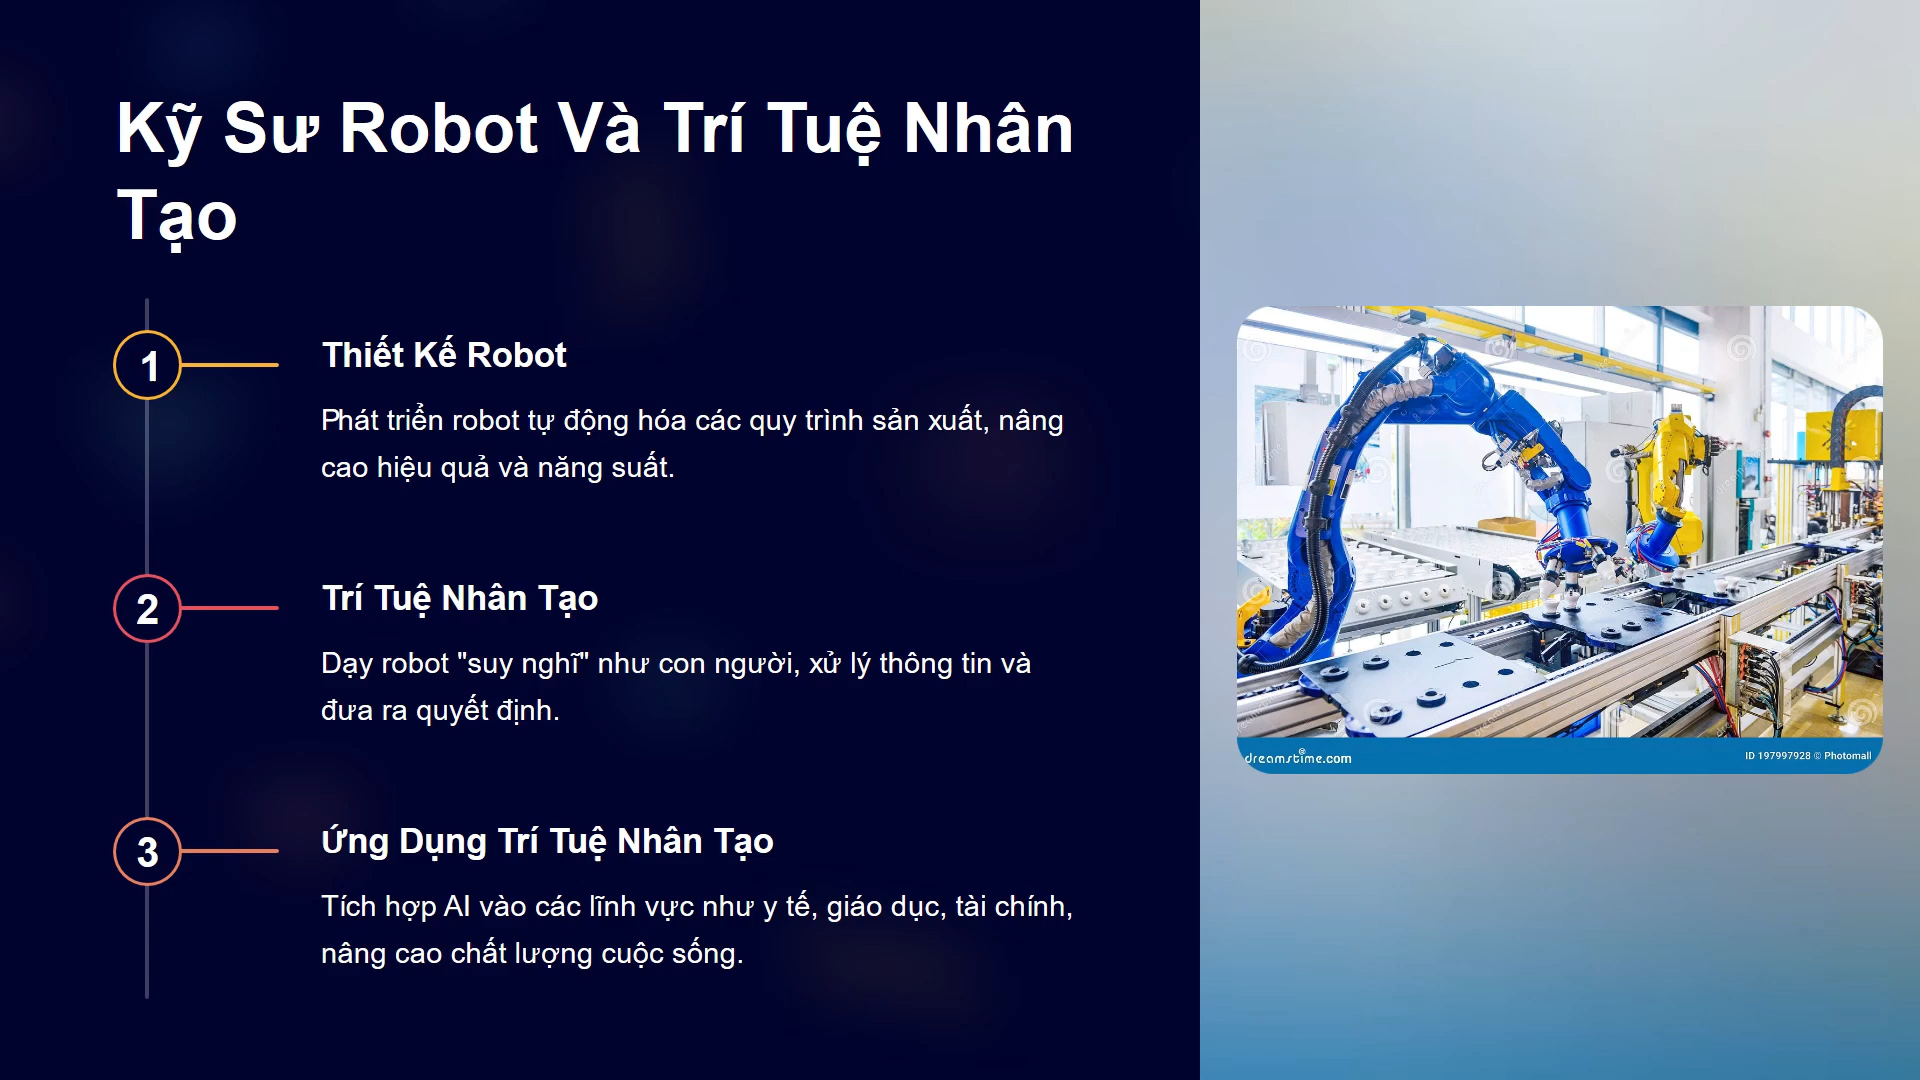 Kỹ Sư Robot Và Trí Tuệ Nhân
Tạo
1
Thiết Kế Robot
Phát triển robot tự động hóa các quy trình sản xuất, nâng
cao hiệu quả và năng suất.
2
Trí Tuệ Nhân Tạo
Dạy robot "suy nghĩ" như con người, xử lý thông tin và
đưa ra quyết định.
3
Ứng Dụng Trí Tuệ Nhân Tạo
Tích hợp AI vào các lĩnh vực như y tế, giáo dục, tài chính,
nâng cao chất lượng cuộc sống.
dreamstime.com
ID 197997928 © Photomall